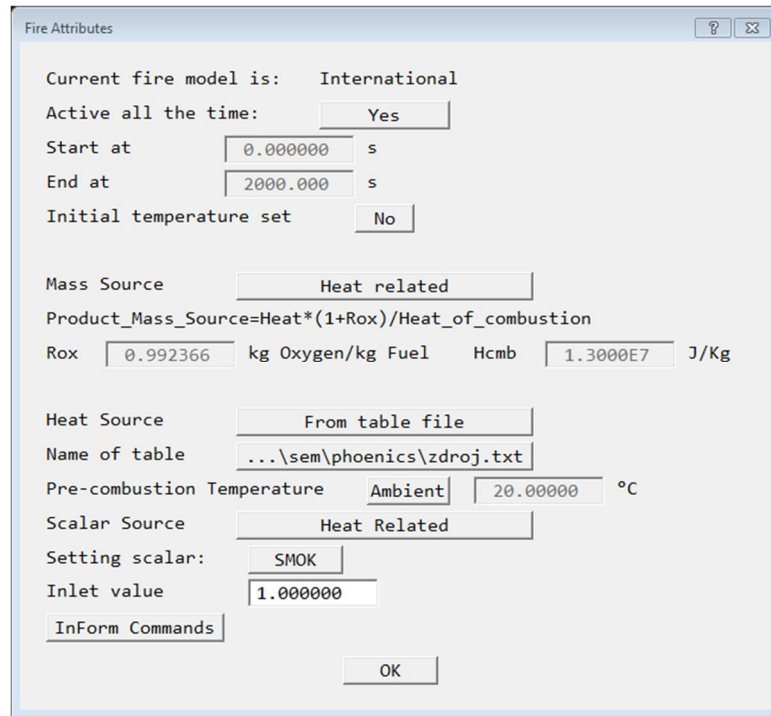 Fire Attributes
Current fire model is: International
Active all the time: Yes
Start at 0.000000 s
End at 2000.000 s
Initial temperature set No
Mass Source Heat related
Product_Mass_Source=Heat*(1+Rox)/Heat_of_combustion
Rox 0.992366 kg Oxygen/kg Fuel Hcmb 1.3000E7 J/Kg
Heat Source From table file
Name of table ...\sem\phoenics\zdroj.txt
Pre-combustion Temperature Ambient 20.00000 °C
Scalar Source Heat Related
Setting scalar: SMOK
Inlet value 1.000000
InForm Commands
OK